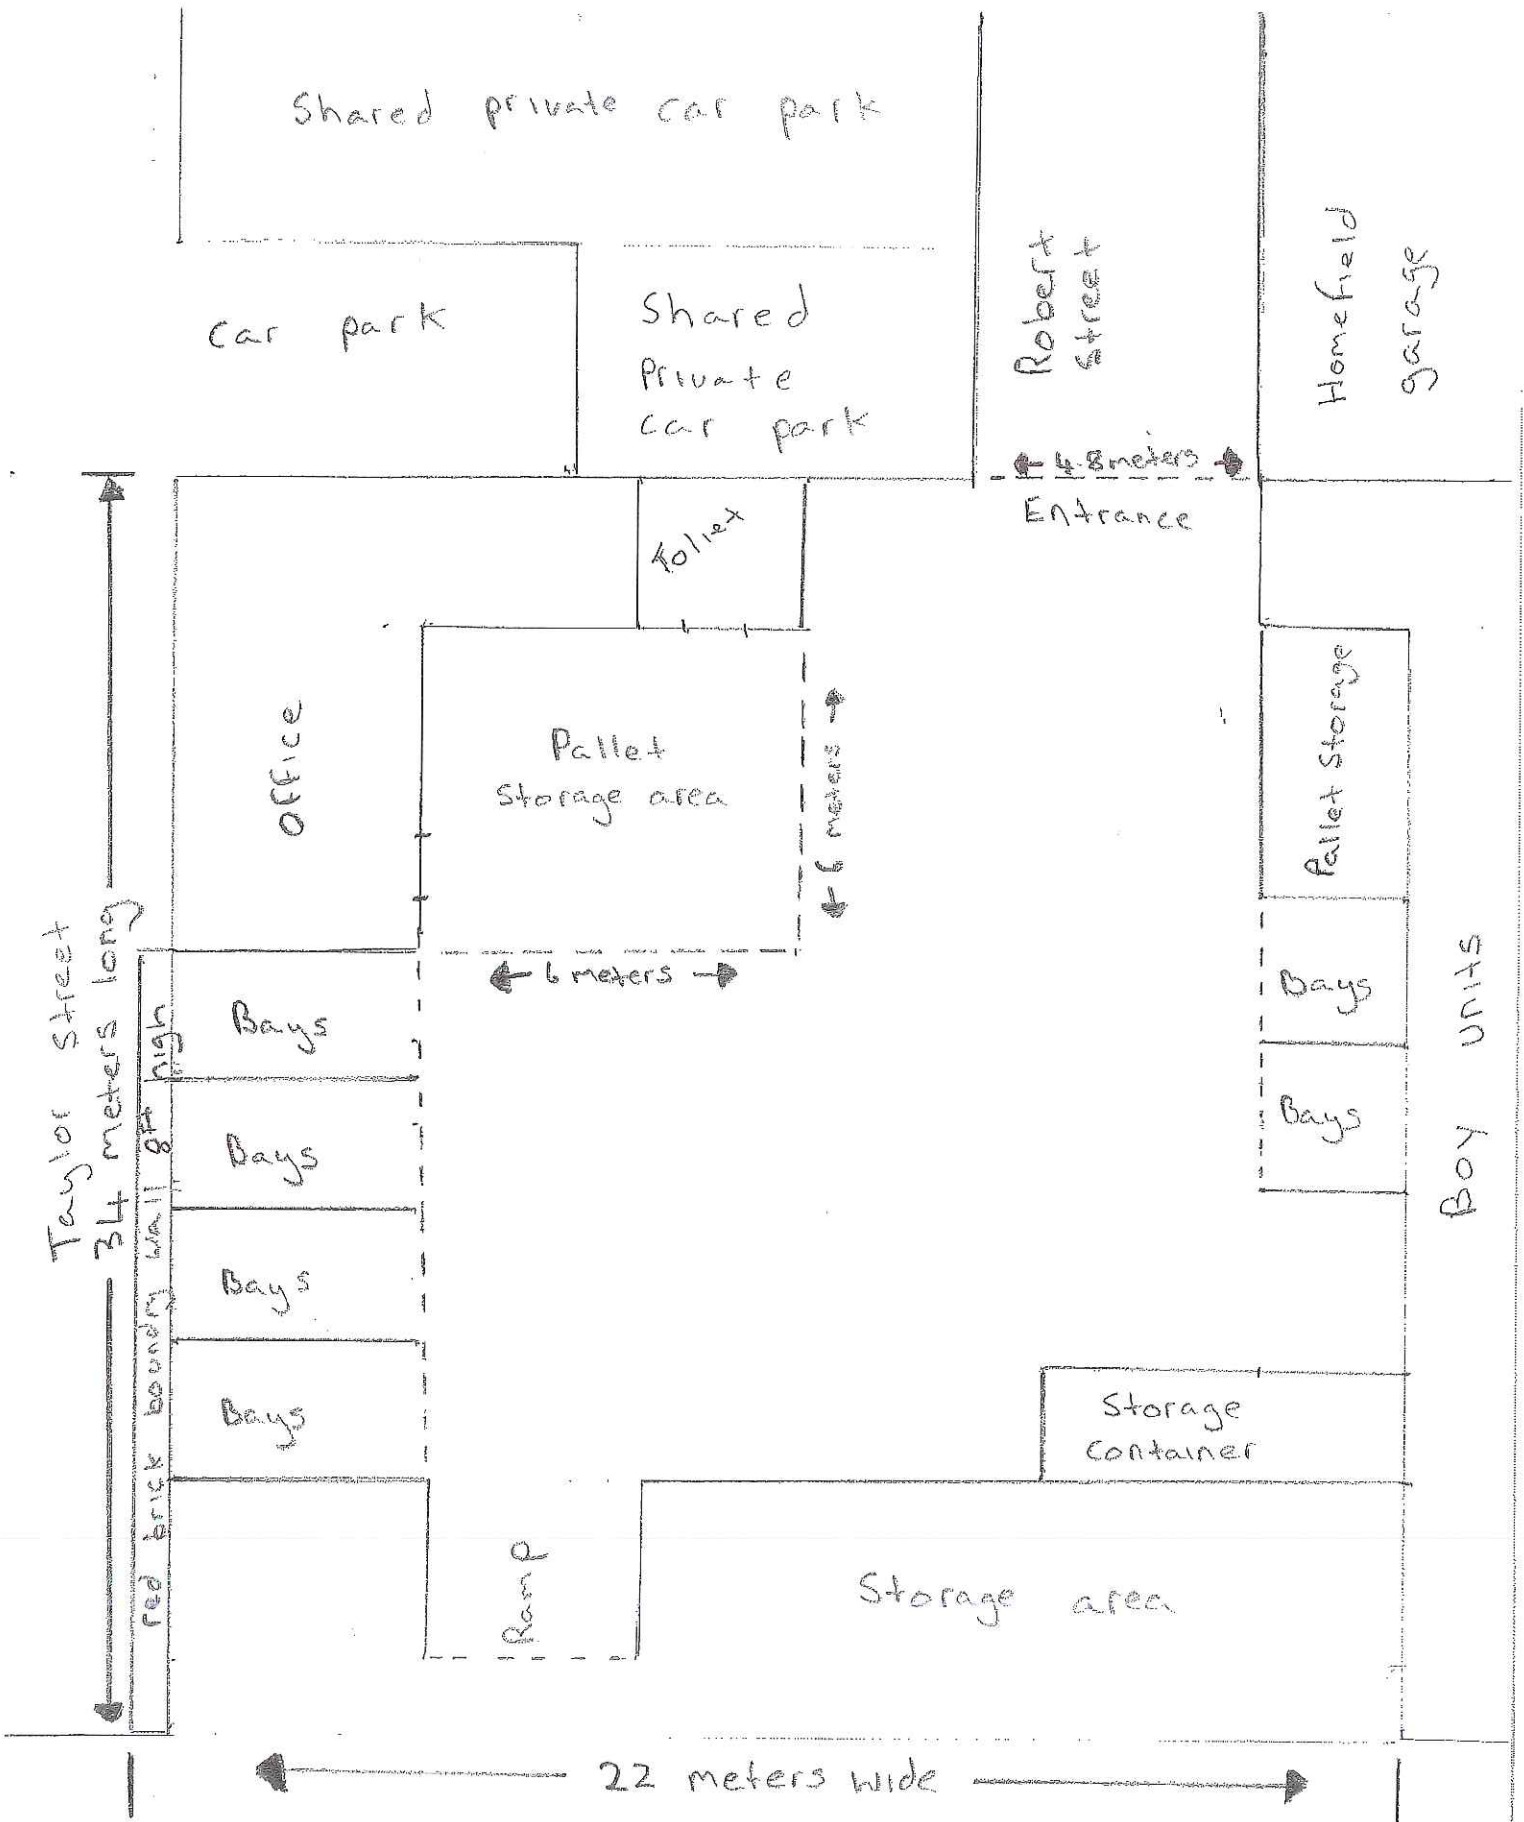 Shared private car park
Car park
Shared
Private
car park
Robert
Street
Homefield
garage
4.8 meters
Entrance
Toliet
Office
Pallet
Storage area
6 meters
6 meters
Pallet Storage
Bays
Bays
Boy units
Taylor Street
34 meters long
red brick boundry wall 8ft high
Bays
Bays
Bays
Bays
Storage
container
Ramp
Storage area
22 meters wide